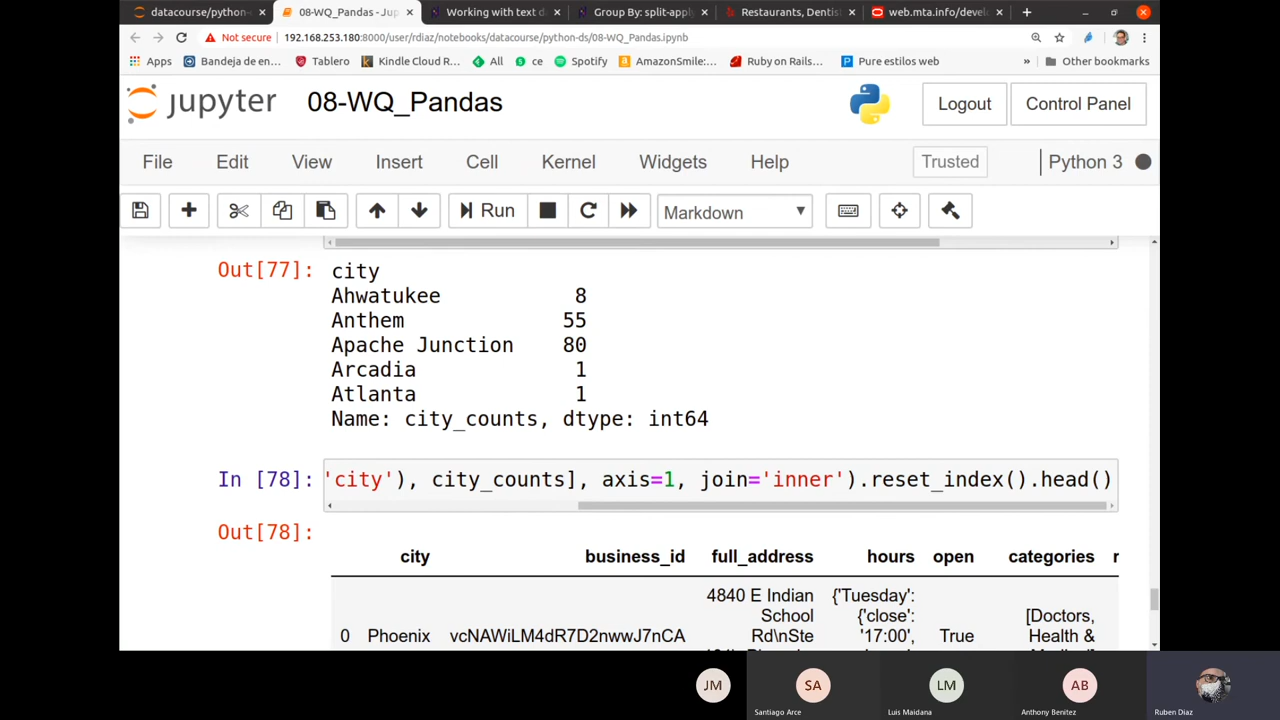 datacourse/python-
08-WQ_Pandas - Jup
Working with text d
Group By: split-apply
Restaurants, Dentis
web.mta.info/devel
Not secure
192.168.253.180:8000/user/rdiaz/notebooks/datacourse/python-ds/08-WQ_Pandas.ipynb
Apps
Bandeja de en...
Tablero
Kindle Cloud R...
All
ce
Spotify
AmazonSmile:...
Ruby on Rails...
Pure estilos web
»
Other bookmarks
jupyter
08-WQ_Pandas
Logout
Control Panel
File
Edit
View
Insert
Cell
Kernel
Widgets
Help
Trusted
Python 3
Run
Markdown
Out[77]:
city
Ahwatukee 8
Anthem 55
Apache Junction 80
Arcadia 1
Atlanta 1
Name: city_counts, dtype: int64
In [78]:
'city'), city_counts], axis=1, join='inner').reset_index().head()
Out[78]:
city business_id full_address hours open categories r
4840 E Indian {'Tuesday':
School {'close': [Doctors,
0 Phoenix vcNAWiLM4dR7D2nwwJ7nCA Rd\nSte '17:00', True Health &
JM
SA
LM
AB
Santiago Arce
Luis Maidana
Anthony Benitez
Ruben Diaz